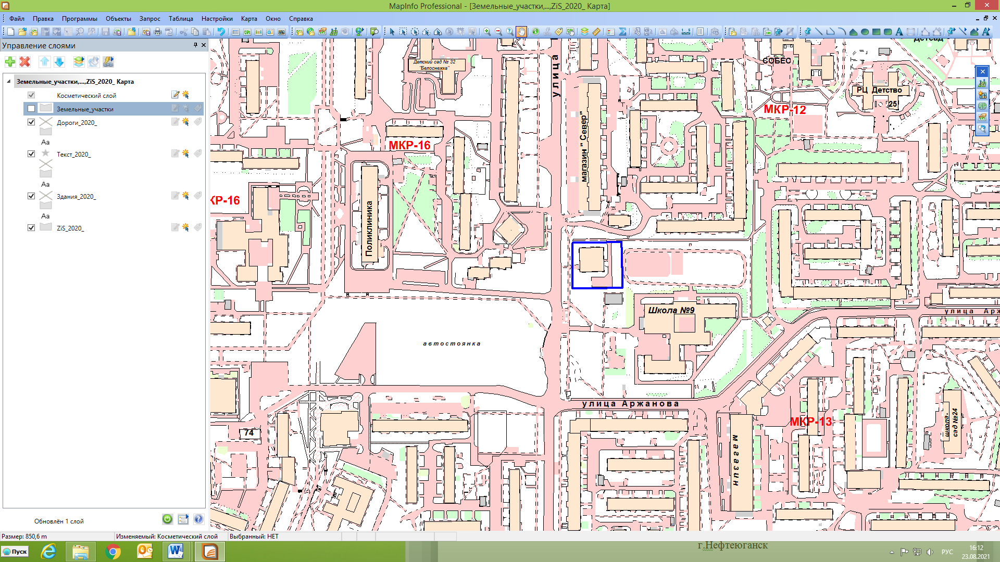 MapInfo Professional - [Земельные_участки,...,ZiS_2020_ Карта]
Файл Правка Программы Объекты Запрос Таблица Настройки Карта Окно Справка
Управление слоями
Земельные_участки,...,ZiS_2020_ Карта
Косметический слой
Земельные_участки
Дороги_2020_
Aa
Текст_2020_
Aa
Здания_2020_
Aa
ZiS_2020_
Обновлён 1 слой
Детсад
Детский сад № 32
"Белоснежка"
улица
СОБЕС
РЦ Детство
25
МКР-12
магазин " Север"
МКР-16
КР-16
Поликлиника
Школа №9
улица Арж
автостоянка
улица Аржанова
МКР-13
74
магазин
школа-
сад №24
Размер: 850,6 m Изменяемый: Косметический слой Выбранный: НЕТ
г.Нефтеюганск
Пуск
РУС
16:12
23.08.2021